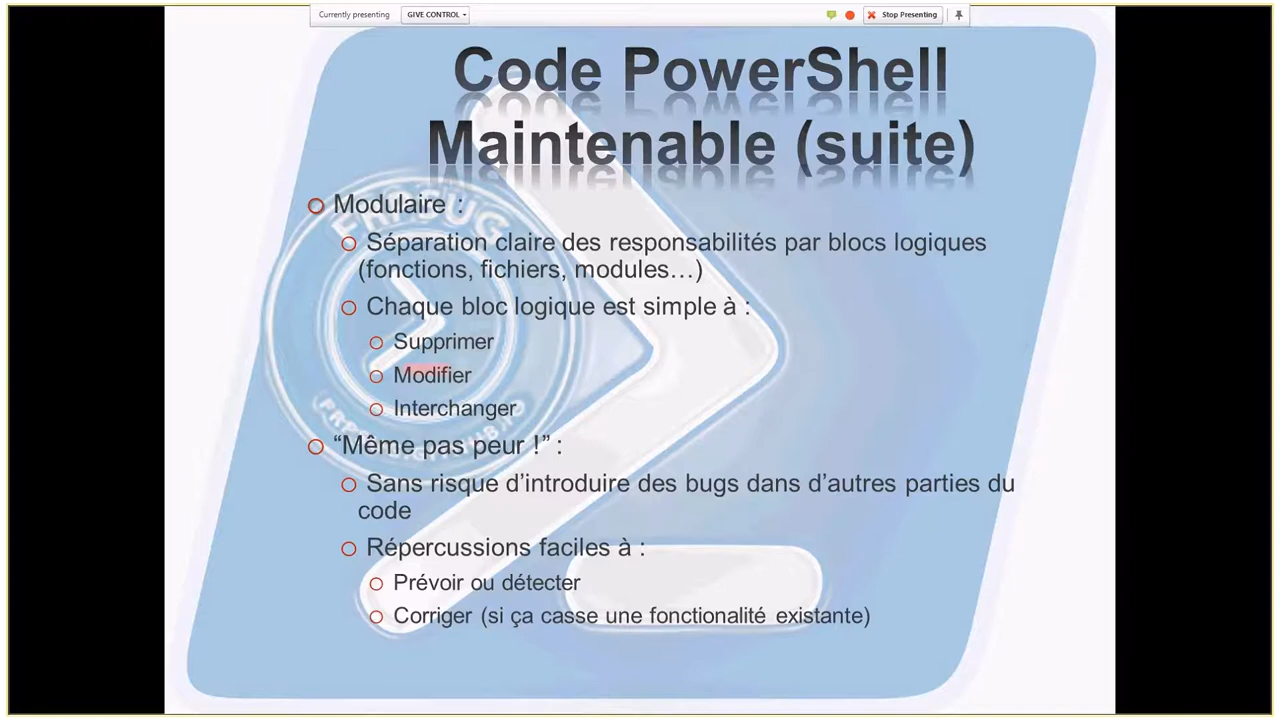 Currently presenting GIVE CONTROL Stop Presenting
Code PowerShell
Maintenable (suite)
Modulaire :
Séparation claire des responsabilités par blocs logiques
(fonctions, fichiers, modules…)
Chaque bloc logique est simple à :
Supprimer
Modifier
Interchanger
“Même pas peur !” :
Sans risque d’introduire des bugs dans d’autres parties du
code
Répercussions faciles à :
Prévoir ou détecter
Corriger (si ça casse une fonctionalité existante)